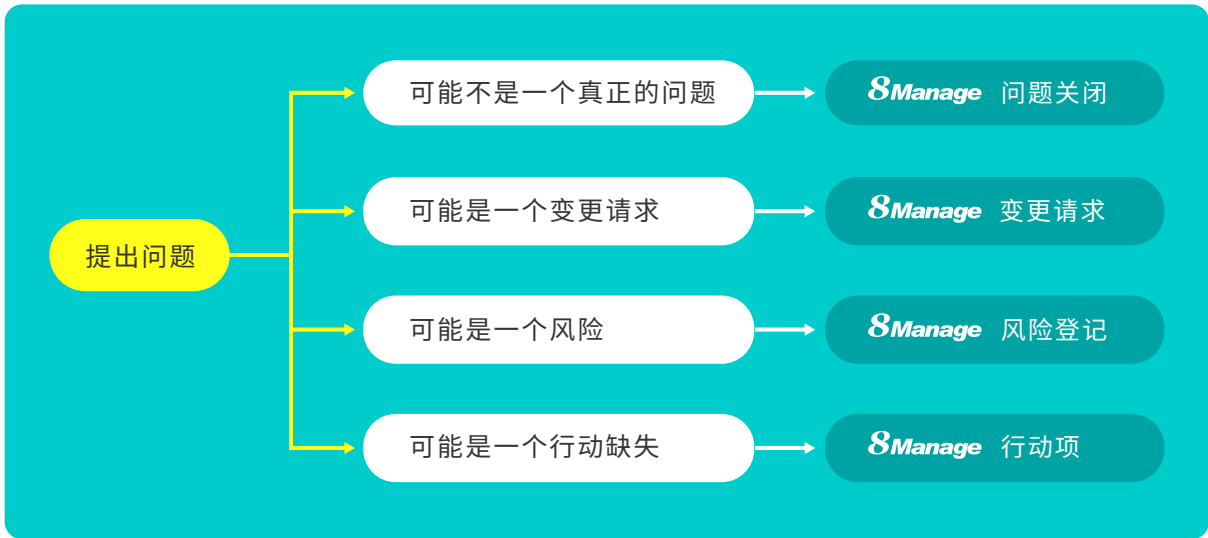 提出问题
可能不是一个真正的问题
8Manage 问题关闭
可能是一个变更请求
8Manage 变更请求
可能是一个风险
8Manage 风险登记
可能是一个行动缺失
8Manage 行动项